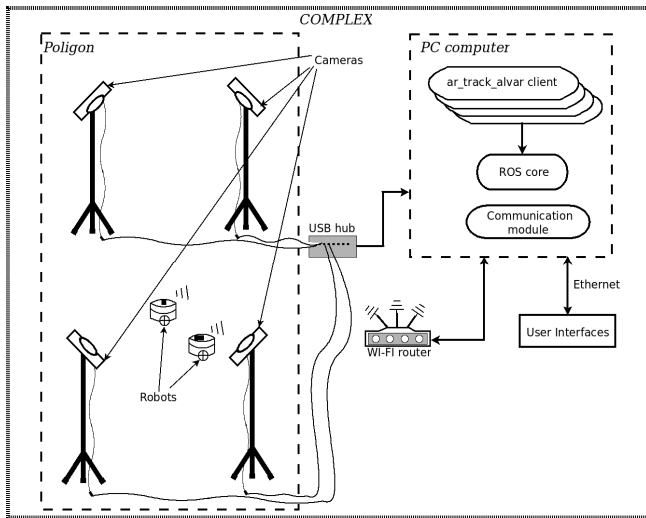 COMPLEX
Poligon
PC computer
Cameras
ar_track_alvar client
ROS core
USB hub
Communication
module
Ethernet
User Interfaces
WI-FI router
Robots